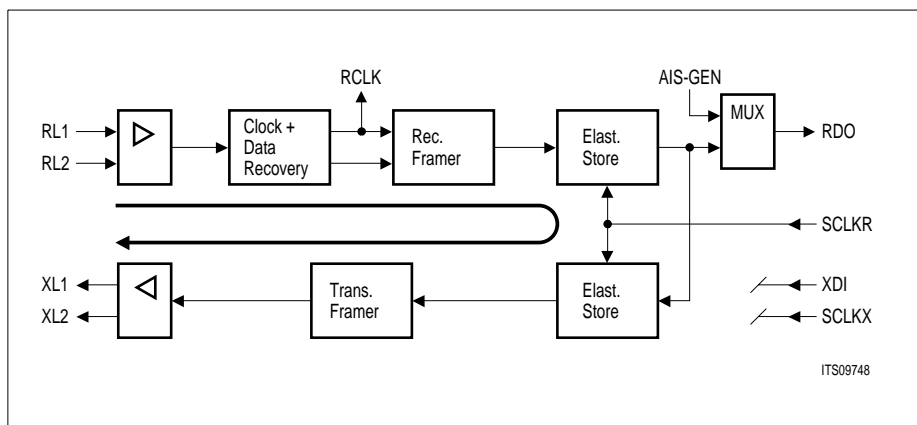 RCLK
AIS-GEN
MUX
RL1
RL2
Clock +
Data
Recovery
Rec.
Framer
Elast.
Store
RDO
SCLKR
XL1
XL2
Trans.
Framer
Elast.
Store
XDI
SCLKX
ITS09748